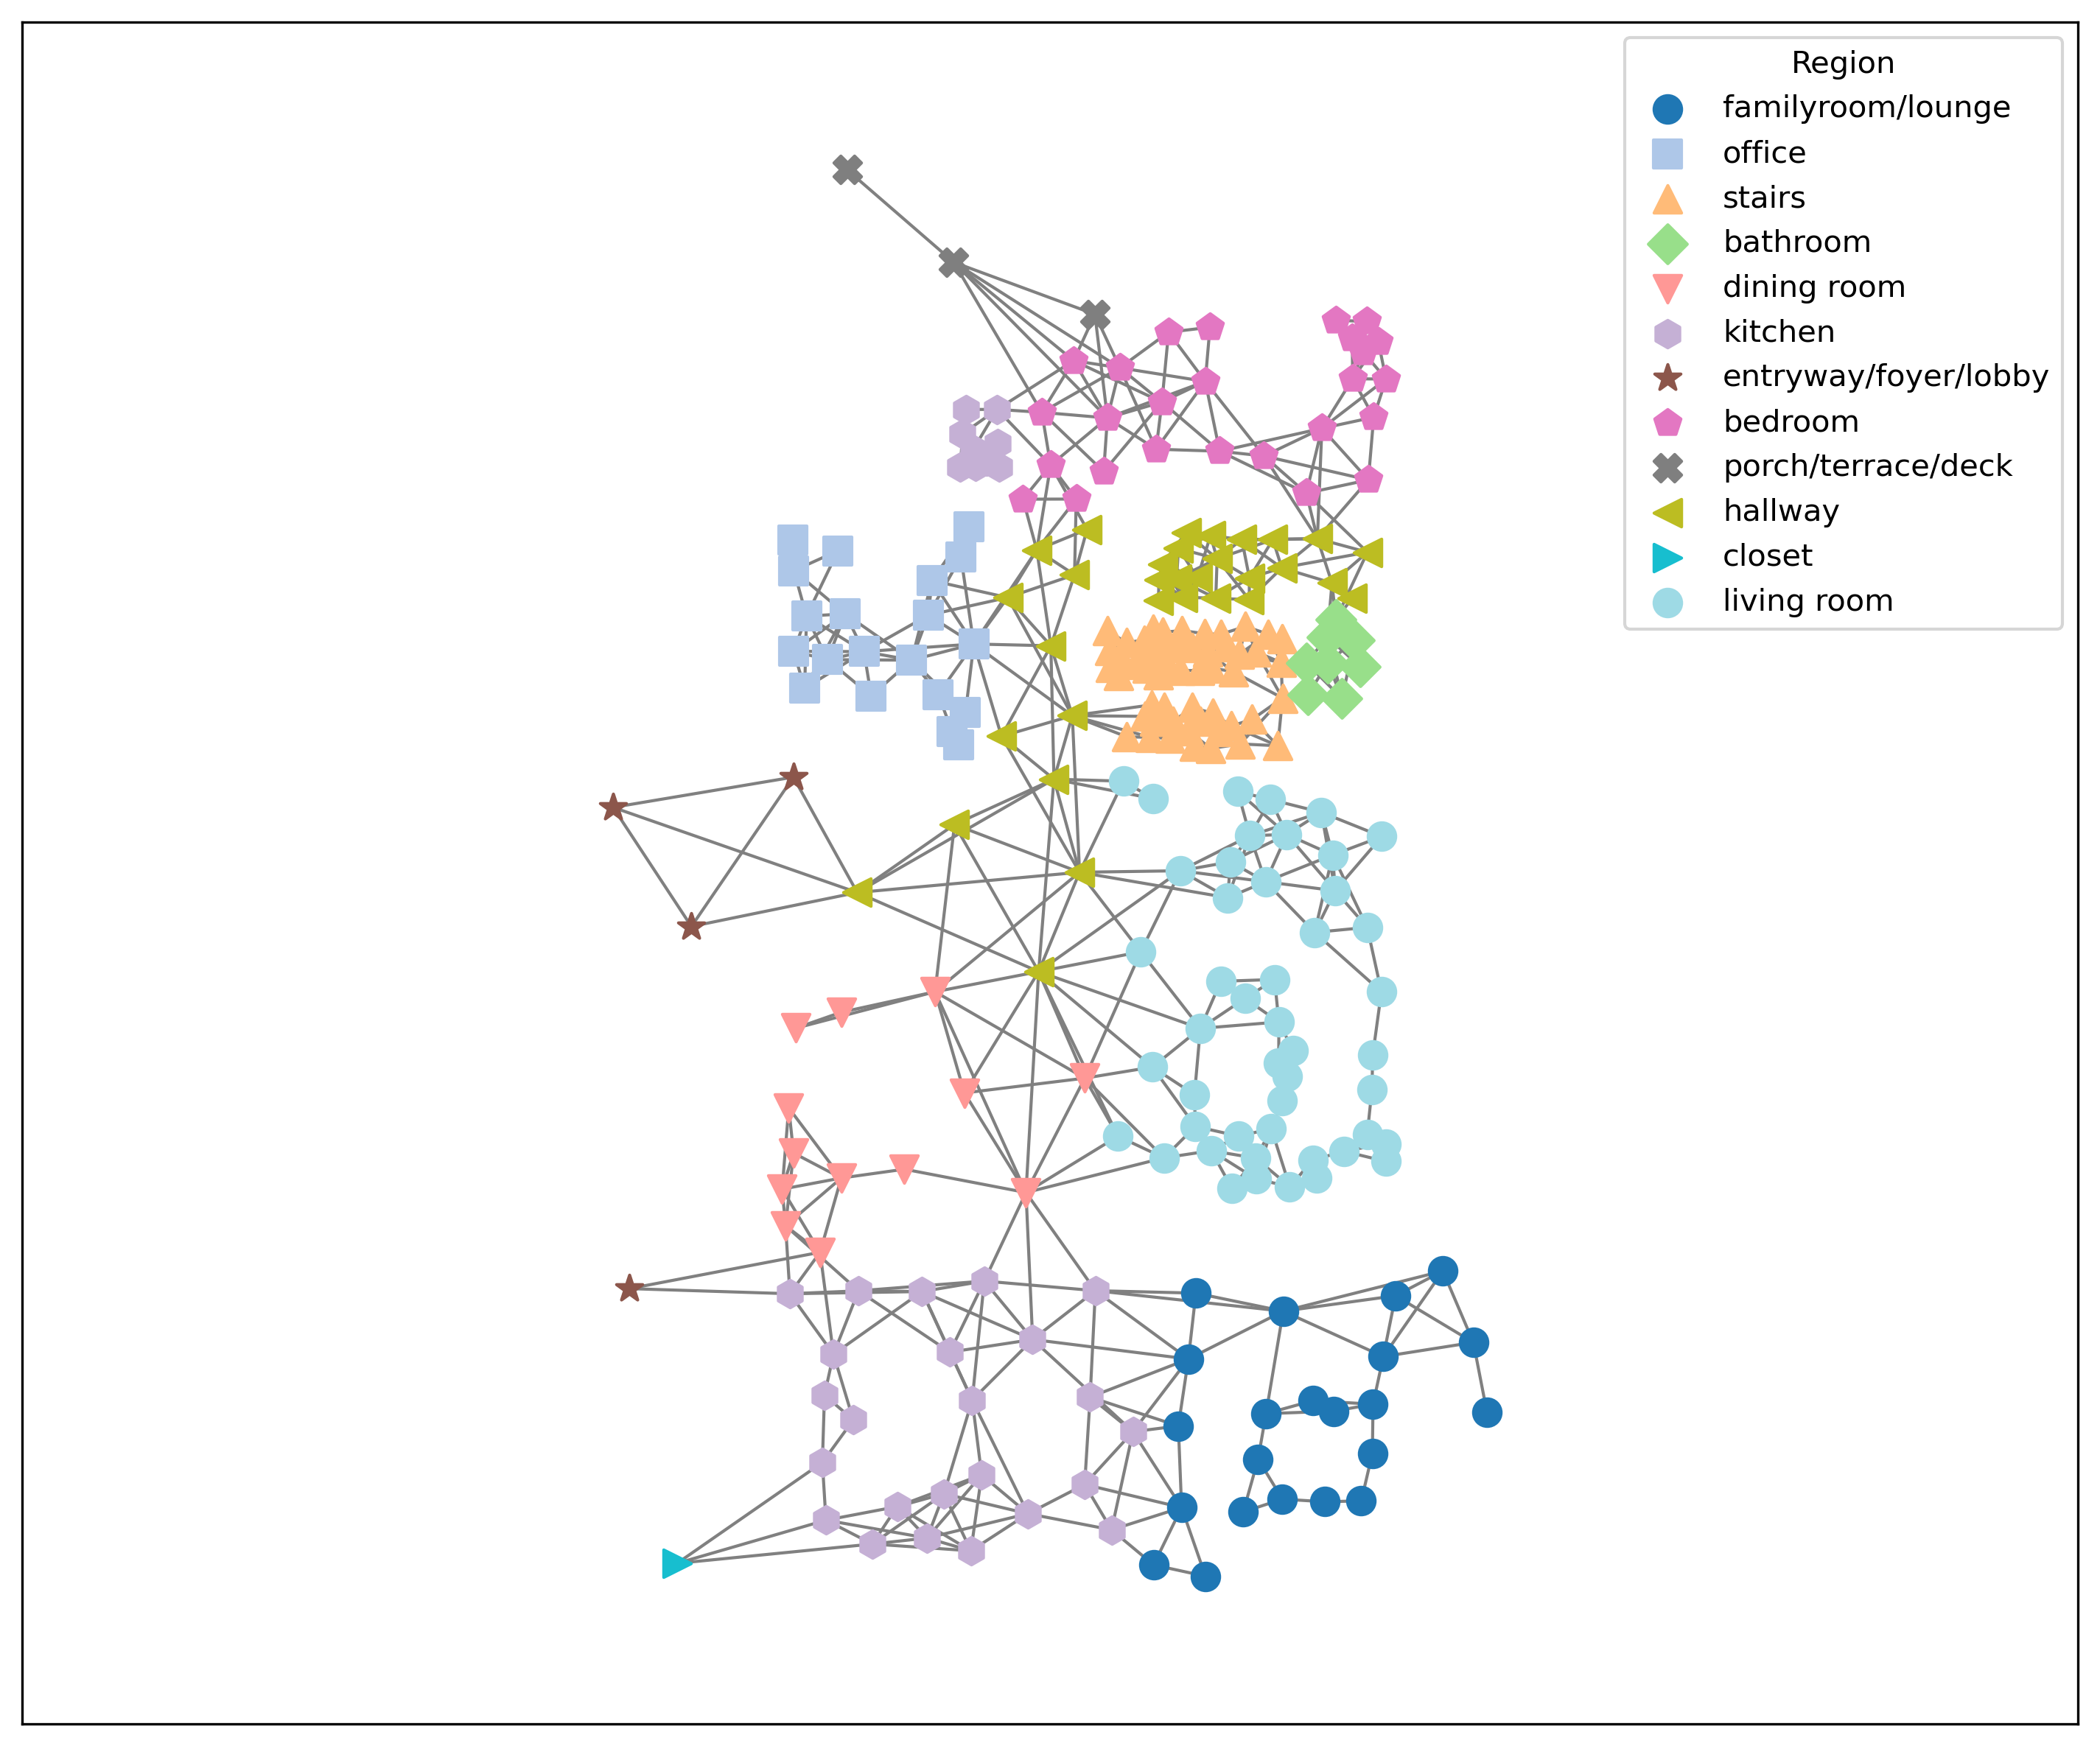 Region
familyroom/lounge
office
stairs
bathroom
dining room
kitchen
entryway/foyer/lobby
bedroom
porch/terrace/deck
hallway
closet
living room